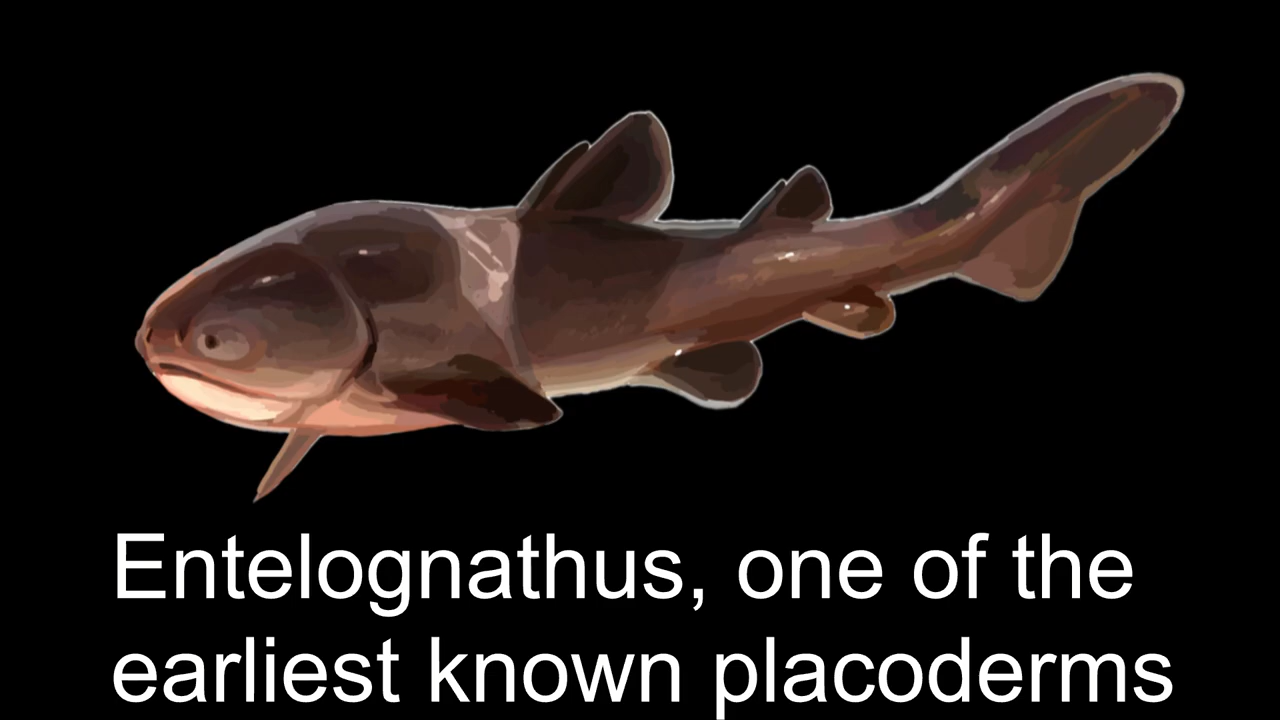 Entelognathus, one of the
earliest known placoderms